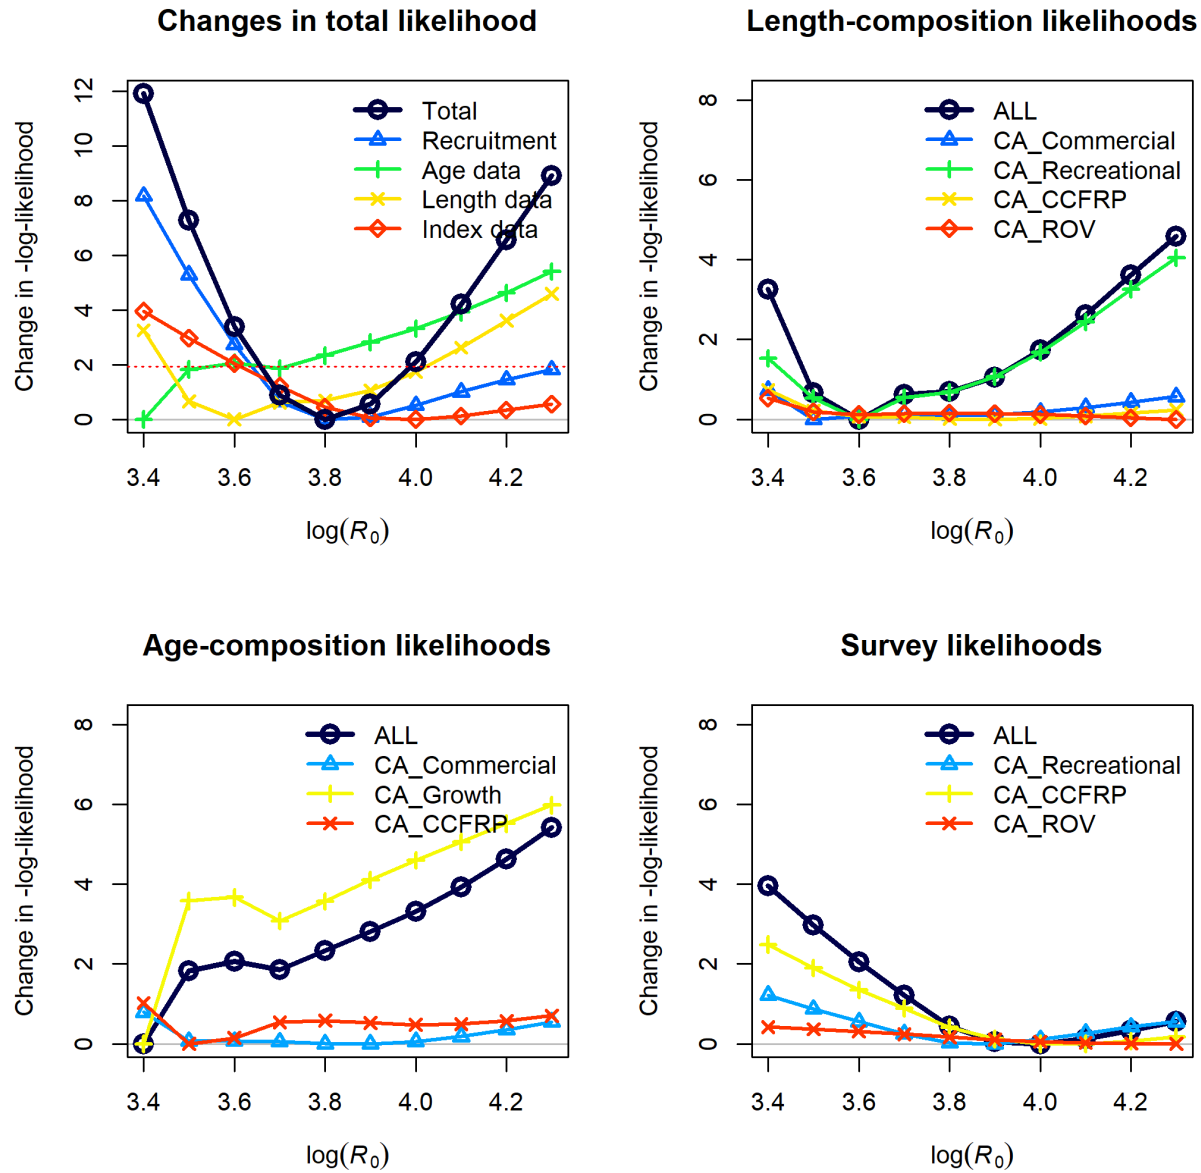 Changes in total likelihood
Change in -log-likelihood
12
10
8
6
4
2
0
Total
Recruitment
Age data
Length data
Index data
3.4 3.6 3.8 4.0 4.2
log(R0)
Length-composition likelihoods
Change in -log-likelihood
8
6
4
2
0
ALL
CA_Commercial
CA_Recreational
CA_CCFRP
CA_ROV
3.4 3.6 3.8 4.0 4.2
log(R0)
Age-composition likelihoods
Change in -log-likelihood
8
6
4
2
0
ALL
CA_Commercial
CA_Growth
CA_CCFRP
3.4 3.6 3.8 4.0 4.2
log(R0)
Survey likelihoods
Change in -log-likelihood
8
6
4
2
0
ALL
CA_Recreational
CA_CCFRP
CA_ROV
3.4 3.6 3.8 4.0 4.2
log(R0)